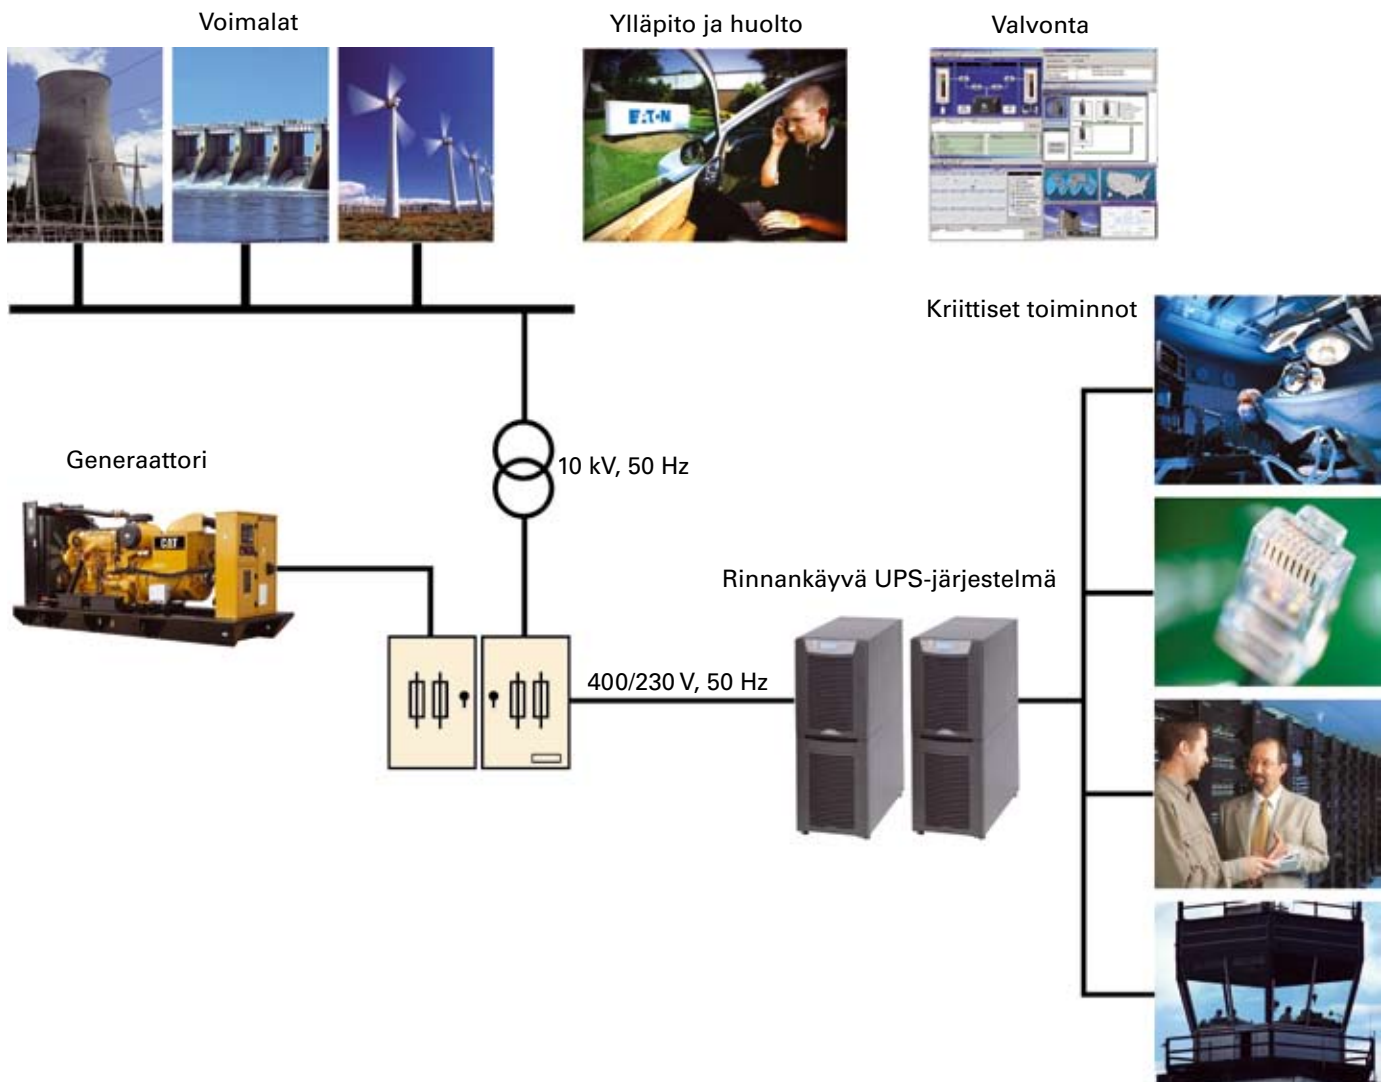 Voimalat
Ylläpito ja huolto
Valvonta
EATON
Kriittiset toiminnot
Generaattori
10 kV, 50 Hz
CAT
Rinnankäyvä UPS-järjestelmä
400/230 V, 50 Hz